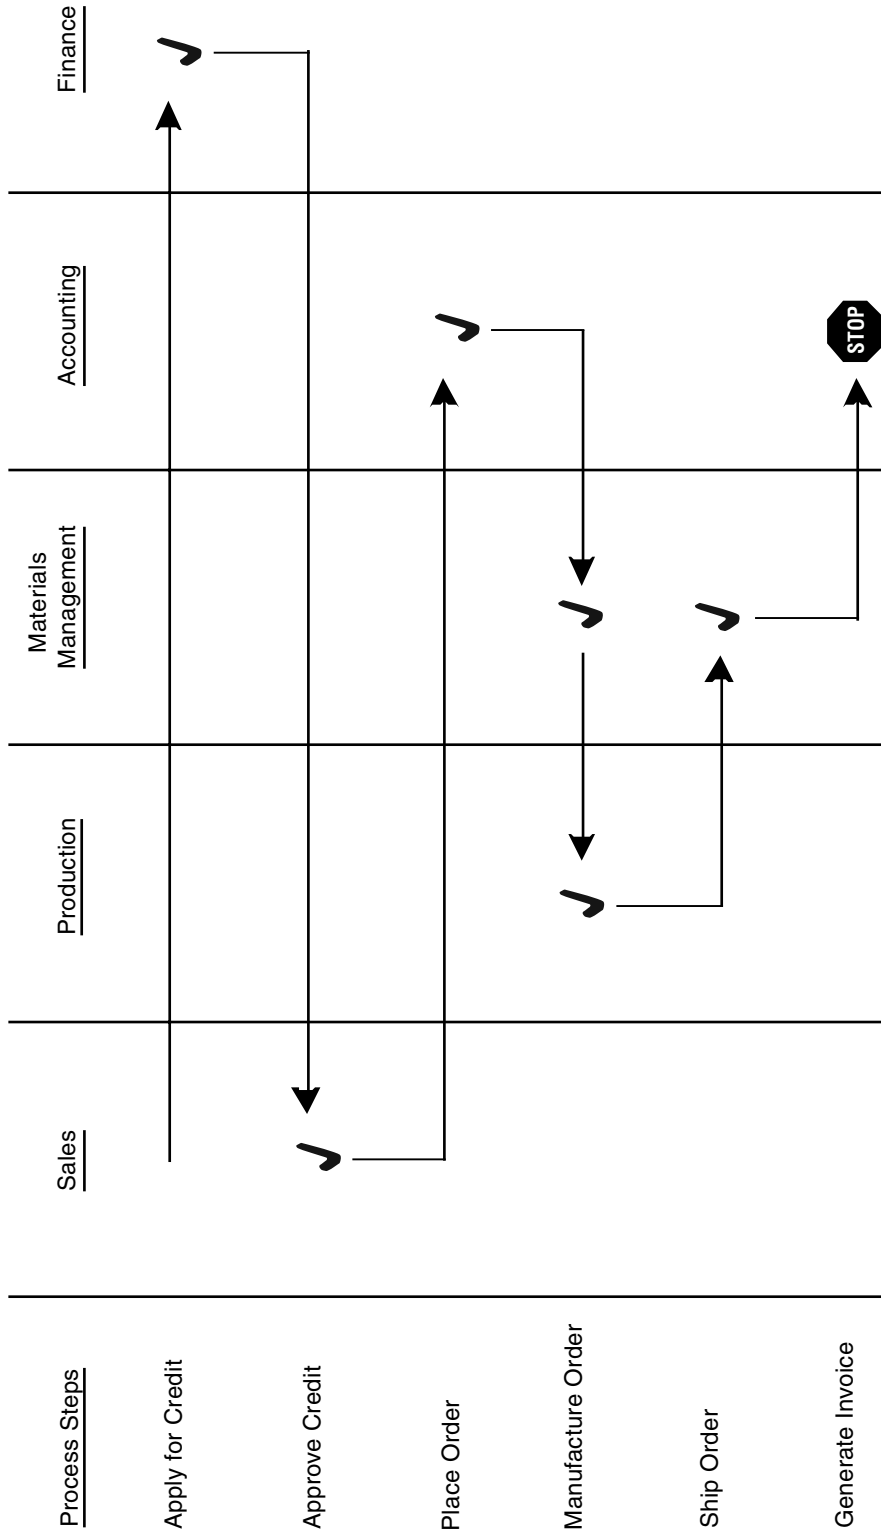 Process Steps
Sales
Production
Materials
Management
Accounting
Finance
Apply for Credit
Approve Credit
Place Order
Manufacture Order
Ship Order
Generate Invoice
STOP